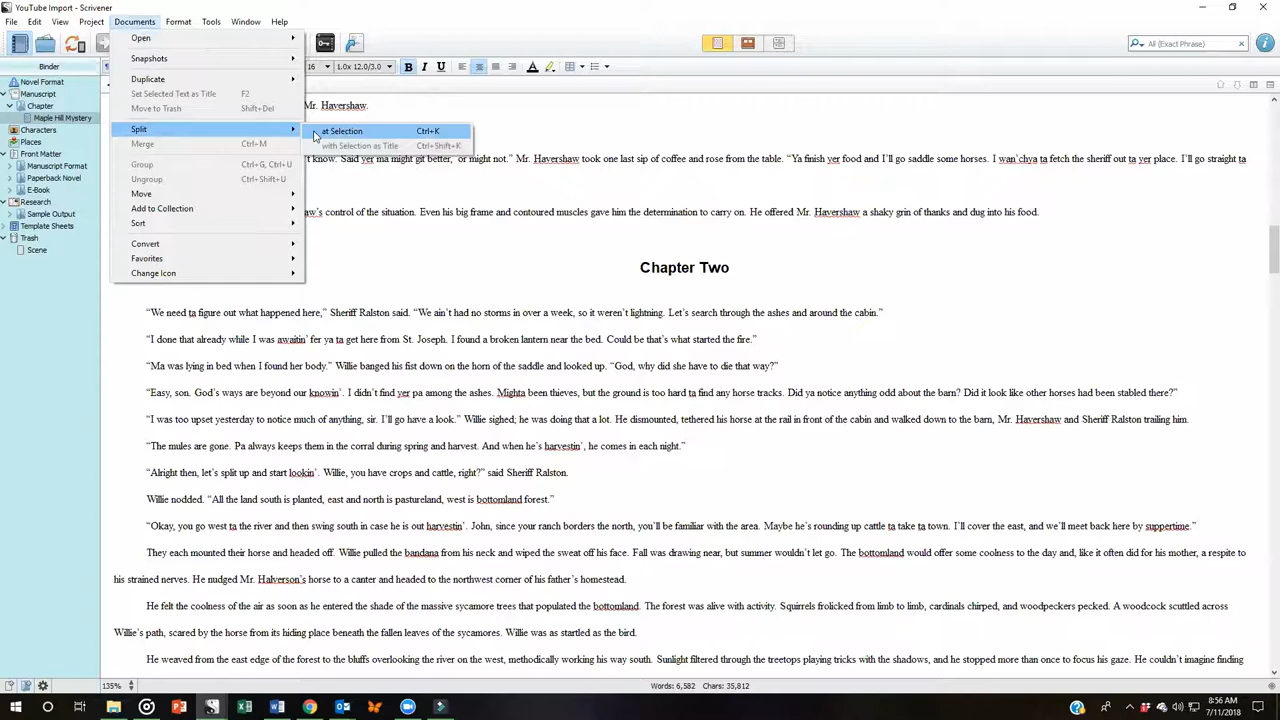 YouTube Import - Scrivener
File Edit View Project Documents Format Tools Window Help
Open
Snapshots
Duplicate
Set Selected Text as Title F2
Move to Trash Shift+Del
Split
Merge Ctrl+M
Group Ctrl+G, Ctrl+U
Ungroup Ctrl+Shift+U
Move
Add to Collection
Sort
Convert
Favorites
Change Icon
at Selection Ctrl+K
with Selection as Title Ctrl+Shift+K
All (Exact Phrase)
16 1.0x 12.0/3.0 B I U A
Binder
Novel Format
Manuscript
Chapter
Maple Hill Mystery
Characters
Places
Front Matter
Manuscript Format
Paperback Novel
E-Book
Research
Sample Output
Template Sheets
Trash
Scene
Mr. Havershaw.
t know. Said yer ma might git better, or might not.” Mr. Havershaw took one last sip of coffee and rose from the table. “Ya finish yer food and I’ll go saddle some horses. I wan’chya ta fetch the sheriff out ta yer place. I’ll go straight ta
aw’s control of the situation. Even his big frame and contoured muscles gave him the determination to carry on. He offered Mr. Havershaw a shaky grin of thanks and dug into his food.
Chapter Two
“We need ta figure out what happened here,” Sheriff Ralston said. “We ain’t had no storms in over a week, so it weren’t lightning. Let’s search through the ashes and around the cabin.”
“I done that already while I was awaitin’ fer ya ta get here from St. Joseph. I found a broken lantern near the bed. Could be that’s what started the fire.”
“Ma was lying in bed when I found her body.” Willie banged his fist down on the horn of the saddle and looked up. “God, why did she have to die that way?”
“Easy, son. God’s ways are beyond our knowin’. I didn’t find yer pa among the ashes. Mighta been thieves, but the ground is too hard ta find any horse tracks. Did ya notice anything odd about the barn? Did it look like other horses had been stabled there?”
“I was too upset yesterday to notice much of anything, sir. I’ll go have a look.” Willie sighed; he was doing that a lot. He dismounted, tethered his horse at the rail in front of the cabin and walked down to the barn, Mr. Havershaw and Sheriff Ralston trailing him.
“The mules are gone. Pa always keeps them in the corral during spring and harvest. And when he’s harvestin’, he comes in each night.”
“Alright then, let’s split up and start lookin’. Willie, you have crops and cattle, right?” said Sheriff Ralston.
Willie nodded. “All the land south is planted, east and north is pastureland, west is bottomland forest.”
“Okay, you go west ta the river and then swing south in case he is out harvestin’. John, since your ranch borders the north, you’ll be familiar with the area. Maybe he’s rounding up cattle ta take ta town. I’ll cover the east, and we’ll meet back here by suppertime.”
They each mounted their horse and headed off. Willie pulled the bandana from his neck and wiped the sweat off his face. Fall was drawing near, but summer wouldn’t let go. The bottomland would offer some coolness to the day and, like it often did for his mother, a respite to
his strained nerves. He nudged Mr. Halverson’s horse to a canter and headed to the northwest corner of his father’s homestead.
He felt the coolness of the air as soon as he entered the shade of the massive sycamore trees that populated the bottomland. The forest was alive with activity. Squirrels frolicked from limb to limb, cardinals chirped, and woodpeckers pecked. A woodcock scuttled across
Willie’s path, scared by the horse from its hiding place beneath the fallen leaves of the sycamores. Willie was as startled as the bird.
He weaved from the east edge of the forest to the bluffs overlooking the river on the west, methodically working his way south. Sunlight filtered through the treetops playing tricks with the shadows, and he stopped more than once to focus his gaze. He couldn’t imagine finding
135% Words: 6,582 Chars: 35,812
8:56 AM
7/11/2018